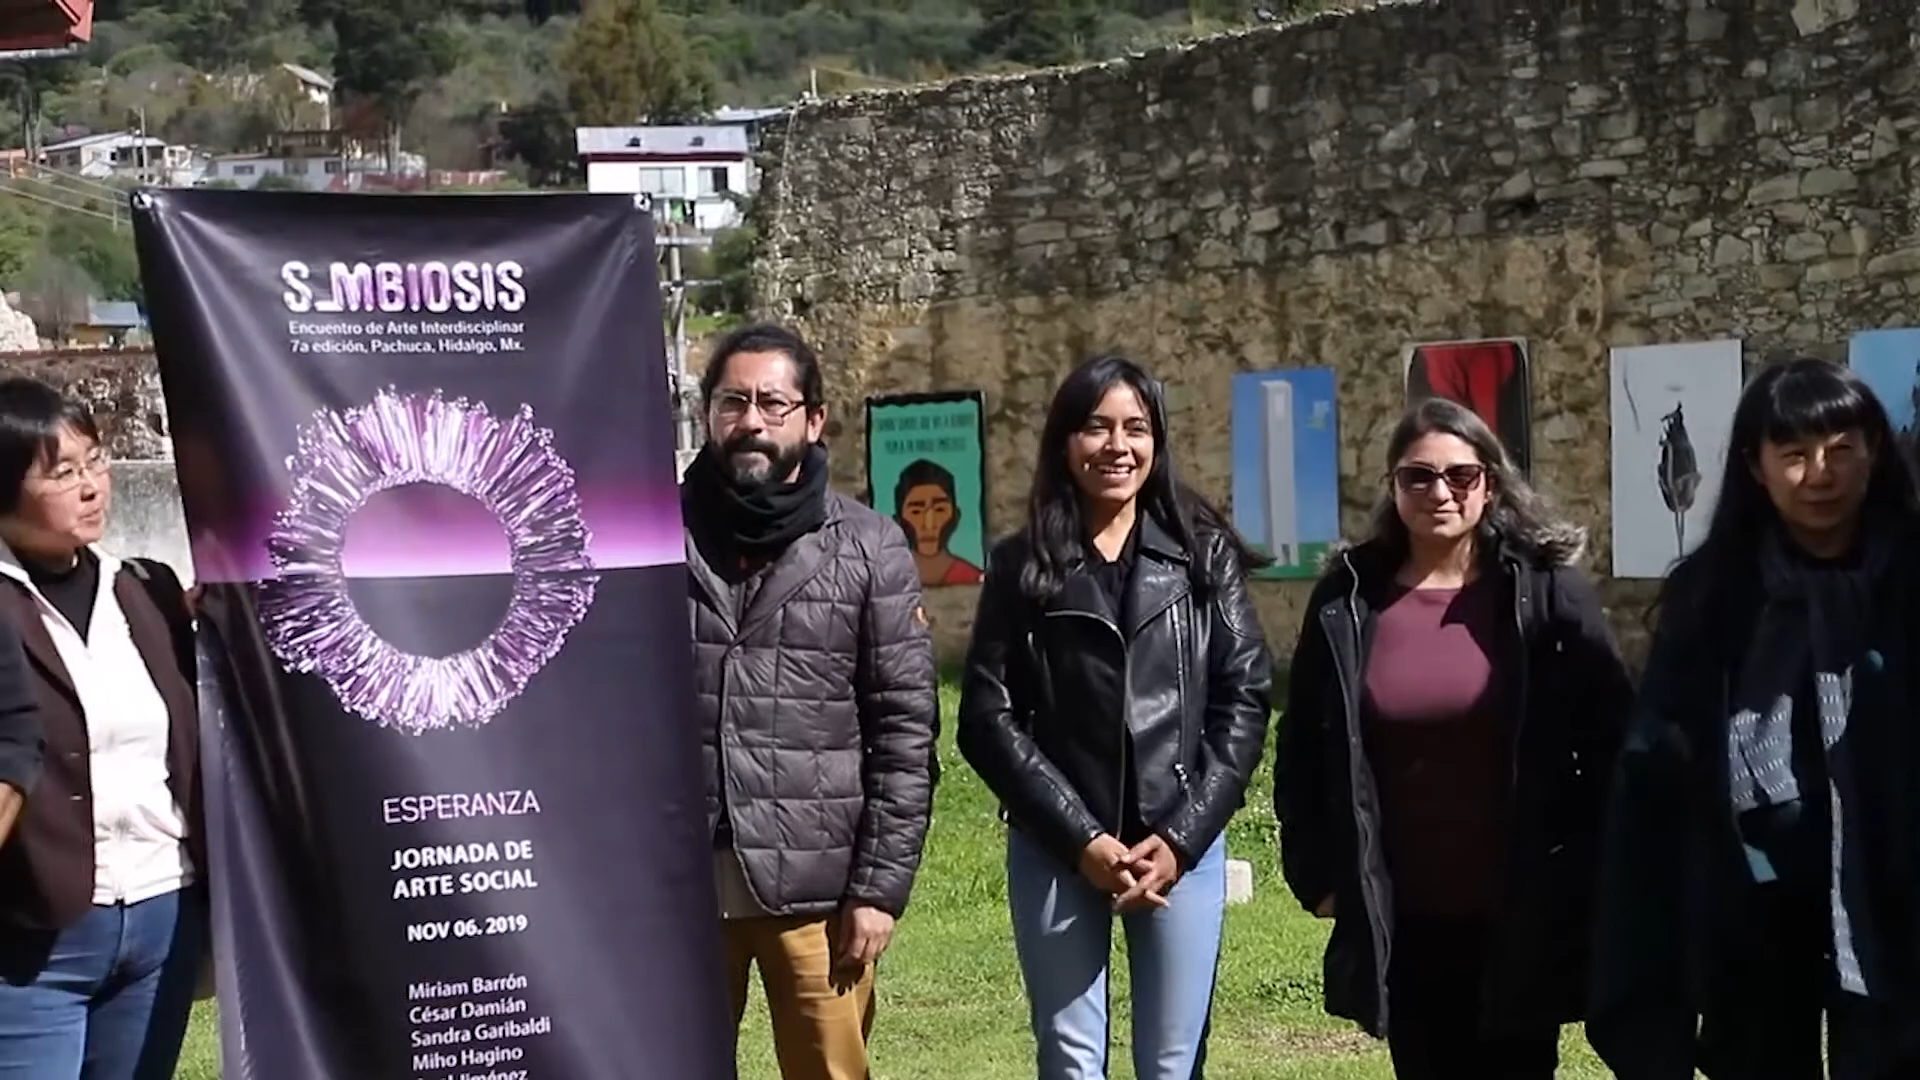 S_MBIOSIS
Encuentro de Arte Interdisciplinar
7a edición, Pachuca, Hidalgo, Mx.
ESPERANZA
JORNADA DE
ARTE SOCIAL
NOV 06. 2019
Miriam Barrón
César Damián
Sandra Garibaldi
Miho Hagino
Jiménez